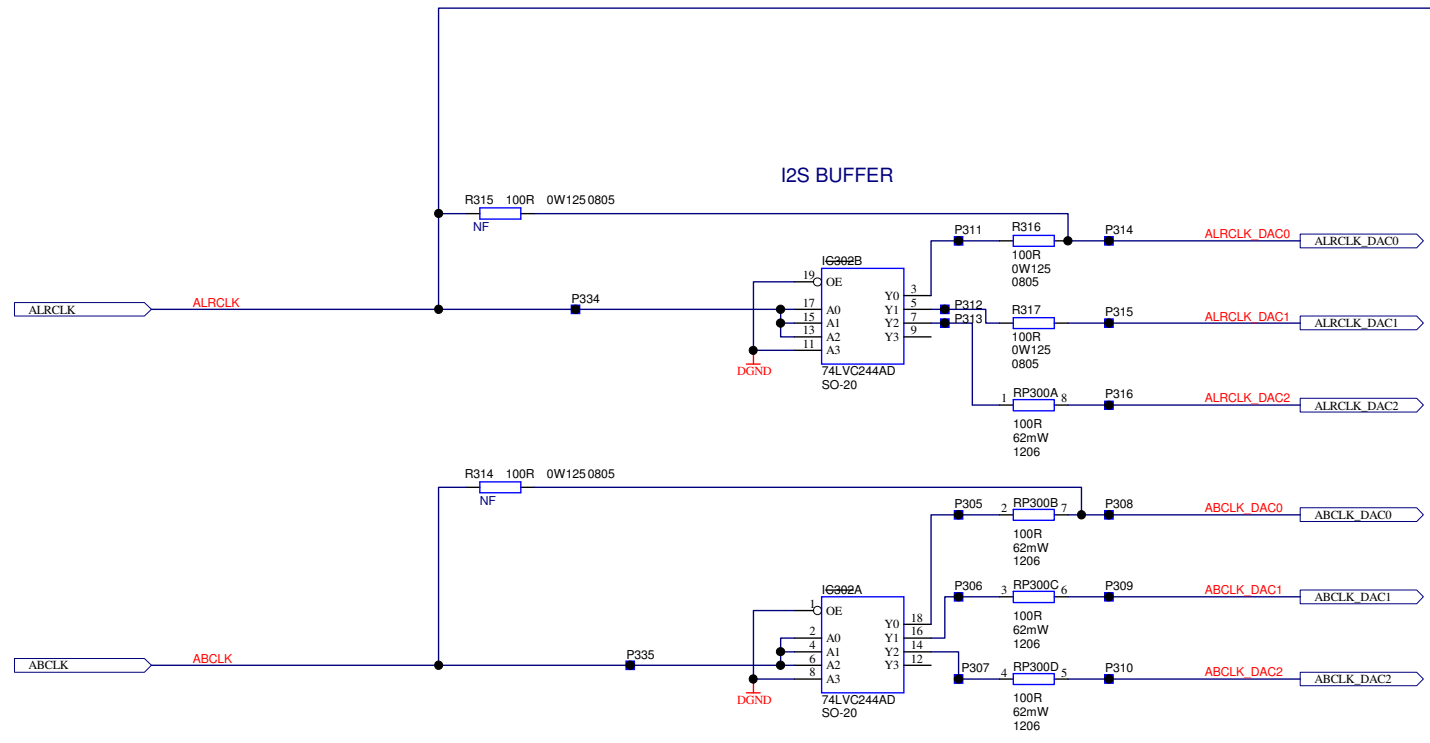 I2S BUFFER
R315 100R 0W125 0805
NF
P311
R316
P314
ALRCLK_DAC0
ALRCLK_DAC0
100R
0W125
0805
IC302B
19
OE
ALRCLK
ALRCLK
P334
17
A0
15
A1
13
A2
11
A3
Y0
3
Y1
5
Y2
7
Y3
9
P312
P313
R317
P315
ALRCLK_DAC1
ALRCLK_DAC1
100R
0W125
0805
DGND
74LVC244AD
SO-20
1
RP300A
8
P316
ALRCLK_DAC2
ALRCLK_DAC2
100R
62mW
1206
R314 100R 0W125 0805
NF
P305
2
RP300B
7
P308
ABCLK_DAC0
ABCLK_DAC0
100R
62mW
1206
IC302A
1
OE
P306
3
RP300C
6
P309
ABCLK_DAC1
ABCLK_DAC1
100R
62mW
1206
ABCLK
ABCLK
P335
2
A0
4
A1
6
A2
8
A3
Y0
18
Y1
16
Y2
14
Y3
12
P307
4
RP300D
5
P310
ABCLK_DAC2
ABCLK_DAC2
100R
62mW
1206
DGND
74LVC244AD
SO-20